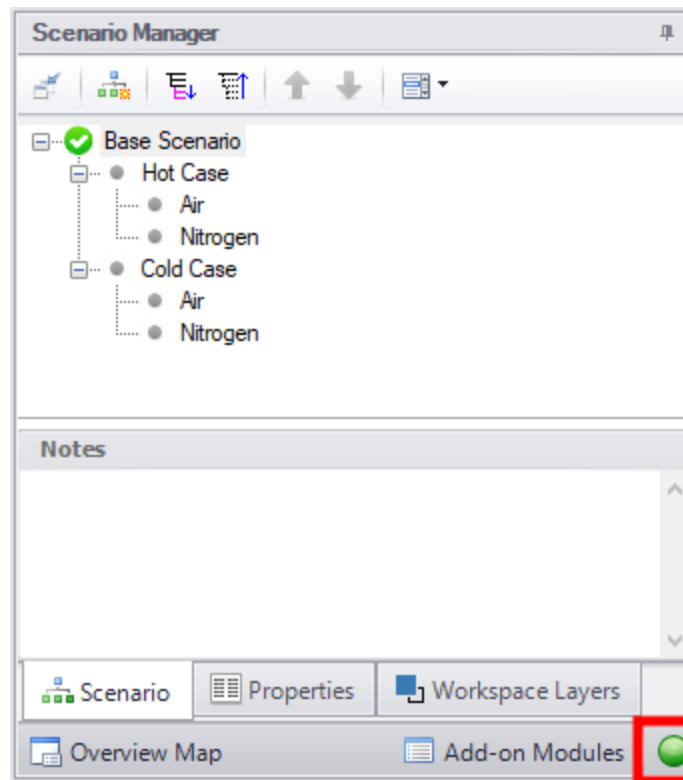 Scenario Manager
Base Scenario
Hot Case
Air
Nitrogen
Cold Case
Air
Nitrogen
Notes
Scenario Properties Workspace Layers
Overview Map Add-on Modules